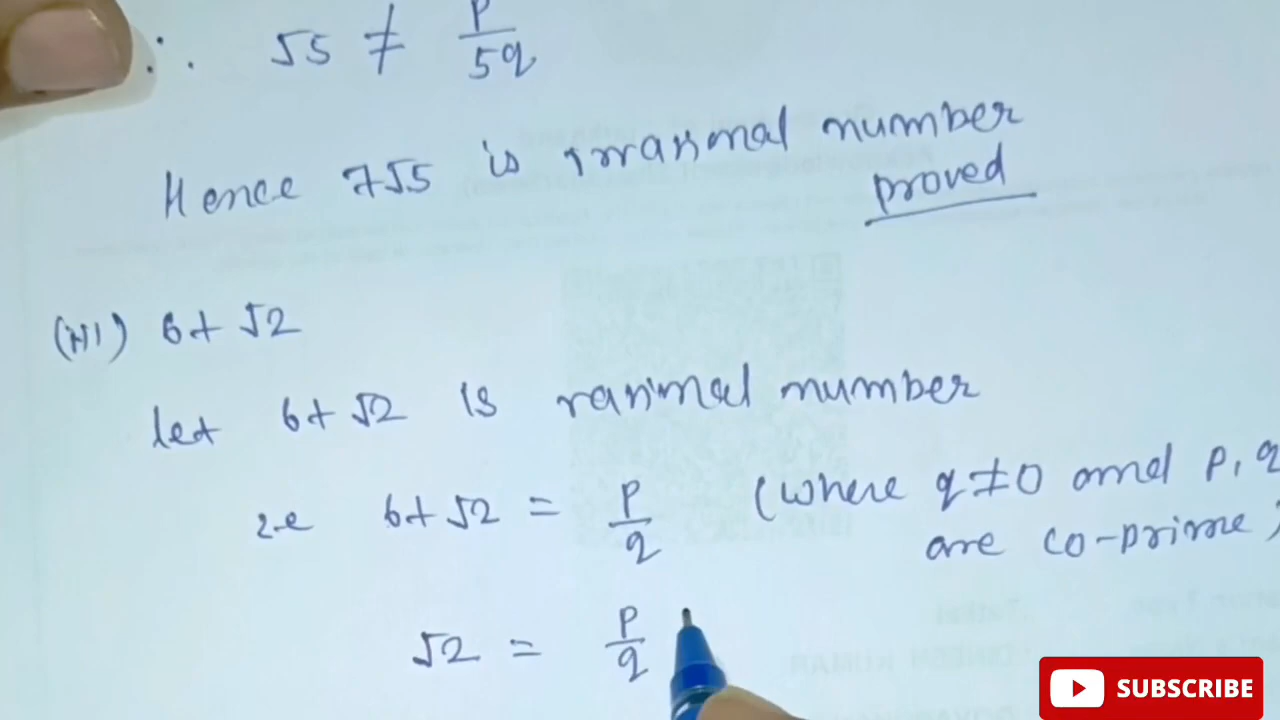 ∴ √5 ≠ p/5q
Hence 7√5 is irrational number
proved
(iii) 6+√2
let 6+√2 is rational number
i.e 6+√2 = p/q (where q≠0 and p, q
are co-prime)
√2 = p/q
SUBSCRIBE